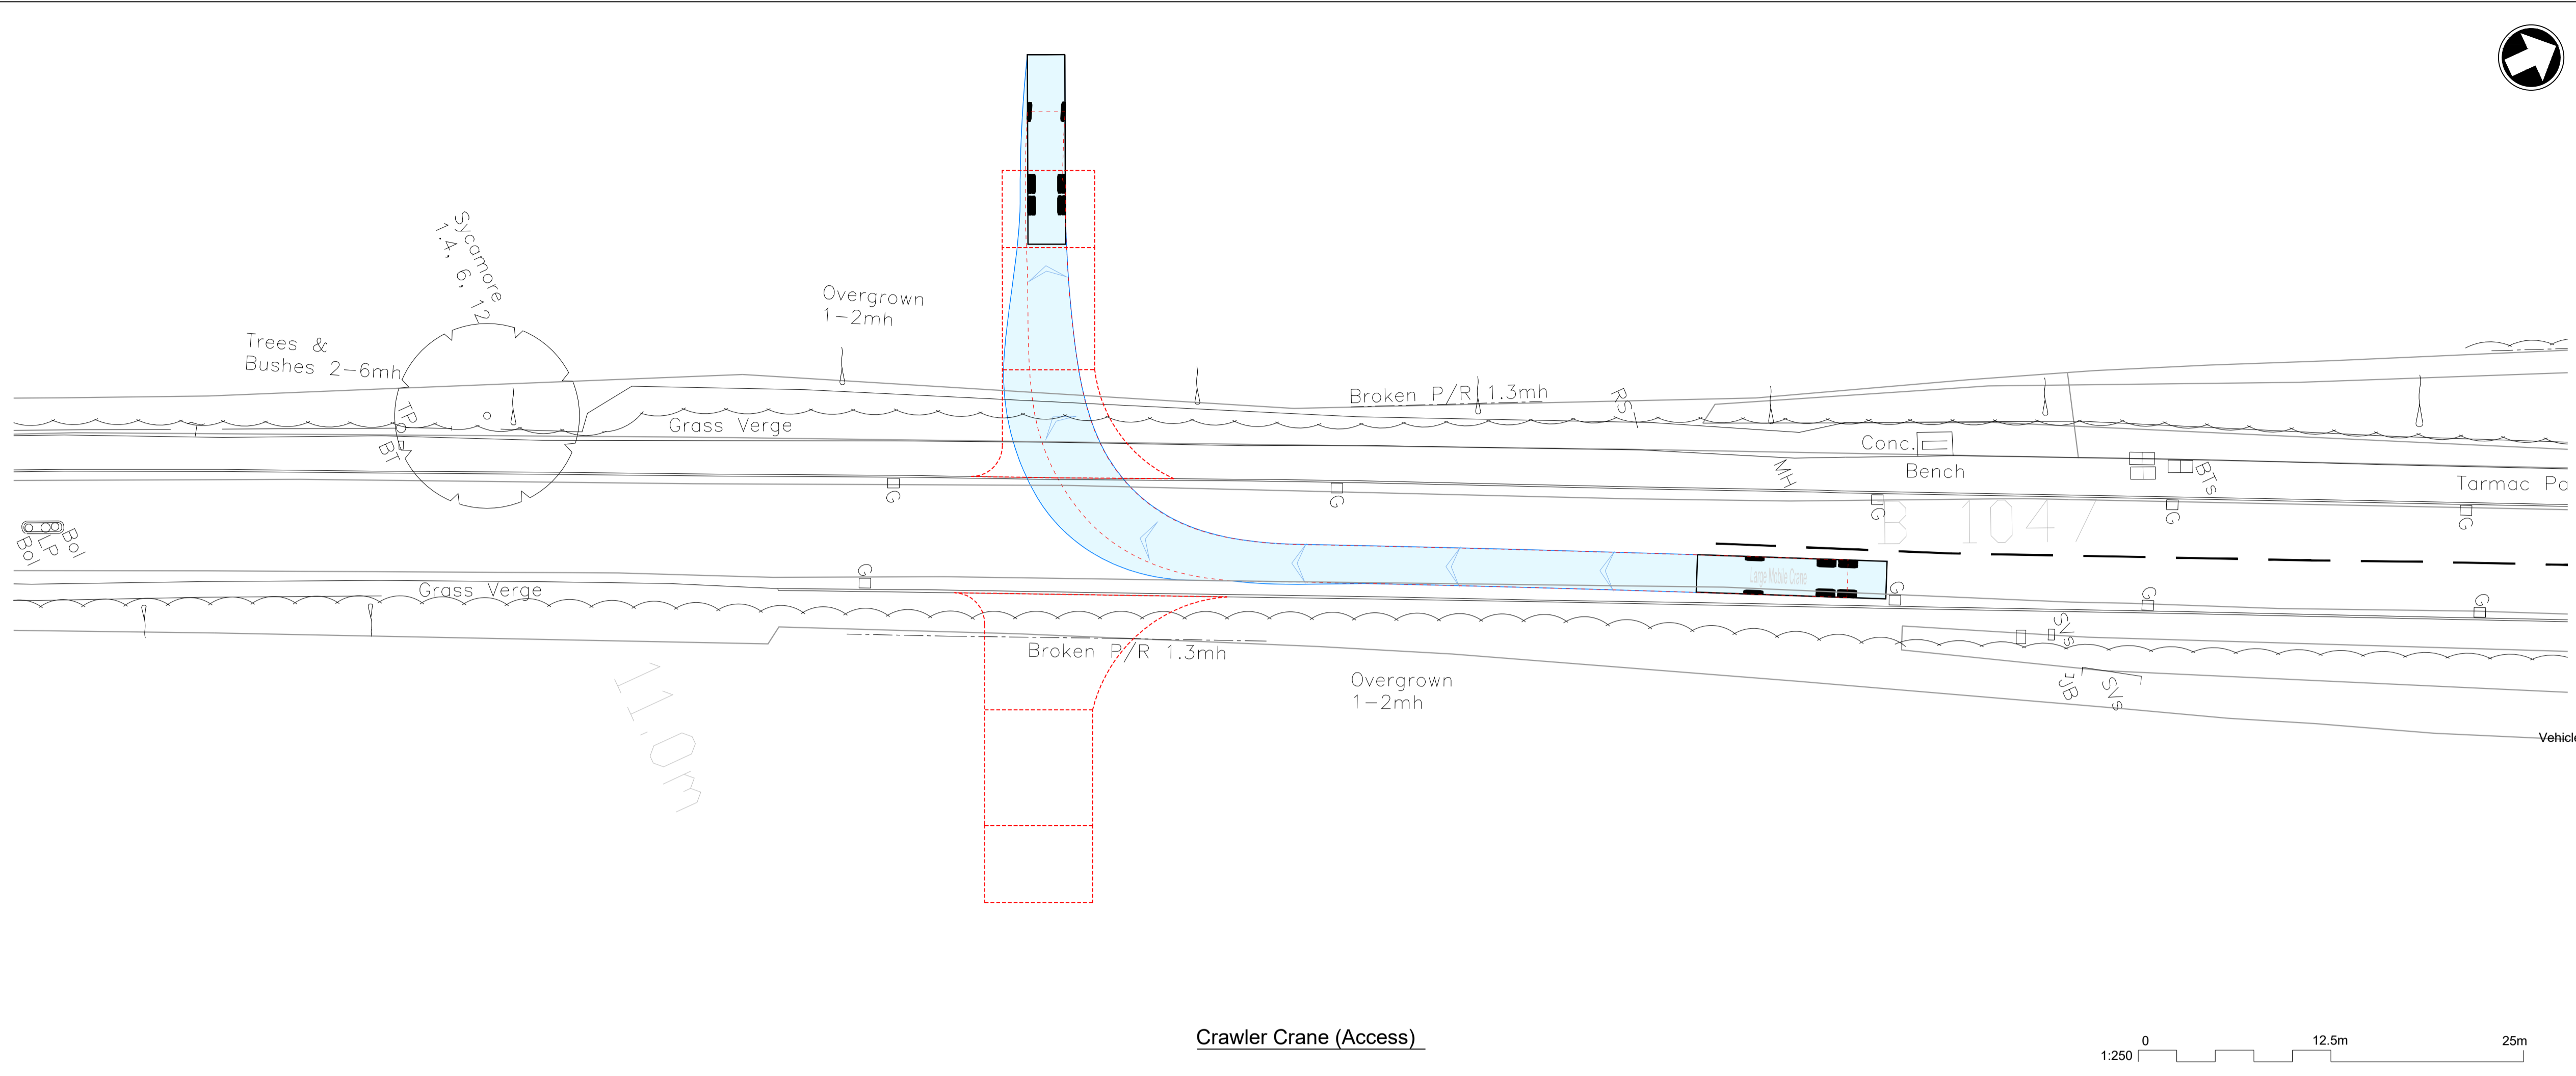 Sycamore
1.4, 6, 12
Overgrown
1-2mh
Trees &
Bushes 2-6mh
Broken P/R 1.3mh
RS
TP
BT
Grass Verge
Conc.
Bench
MH
BTs
Tarmac Pa
G
G
G
G
G
B 1047
Bol
LP
Bol
Large Mobile Crane
G
Grass Verge
G
G
G
SVs
Broken P/R 1.3mh
Overgrown
1-2mh
JB
SVs
11.0m
Vehicle
Crawler Crane (Access)
0
12.5m
25m
1:250